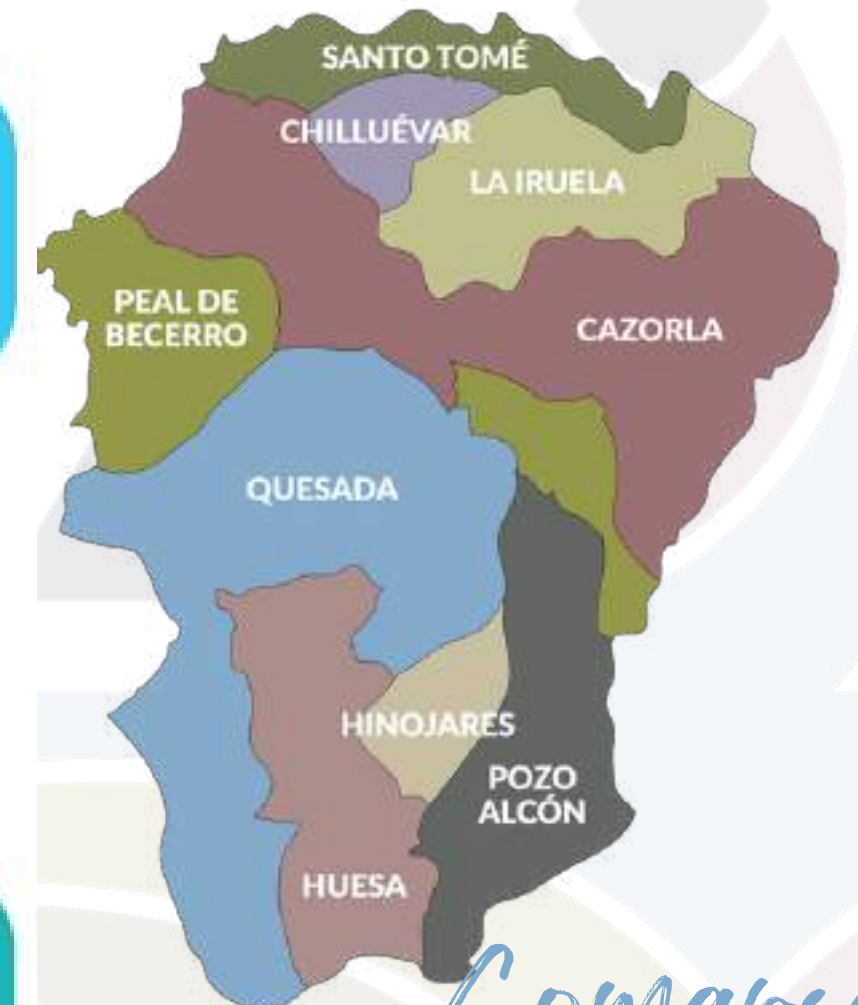 SANTO TOMÉ
CHILLUÉVAR
LA IRUELA
PEAL DE
BECERRO
CAZORLA
QUESADA
HINOJARES
POZO
ALCÓN
HUESA